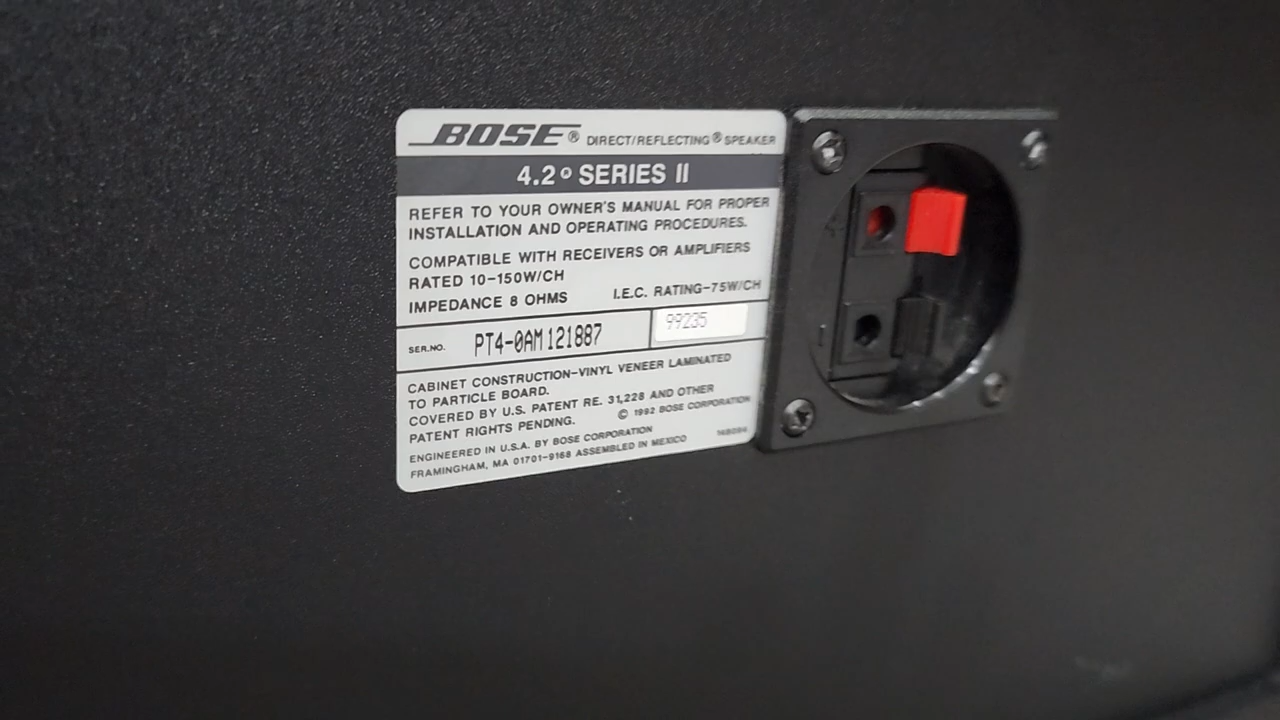 BOSE® DIRECT/REFLECTING® SPEAKER
4.2® SERIES II
REFER TO YOUR OWNER'S MANUAL FOR PROPER
INSTALLATION AND OPERATING PROCEDURES.
COMPATIBLE WITH RECEIVERS OR AMPLIFIERS
RATED 10-150W/CH
IMPEDANCE 8 OHMS I.E.C. RATING-75W/CH
SER.NO. PT4-0AM 121887 99235
CABINET CONSTRUCTION-VINYL VENEER LAMINATED
TO PARTICLE BOARD.
COVERED BY U.S. PATENT RE. 31,228 AND OTHER
PATENT RIGHTS PENDING. © 1992 BOSE CORPORATION
ENGINEERED IN U.S.A. BY BOSE CORPORATION
FRAMINGHAM, MA 01701-9168 ASSEMBLED IN MEXICO